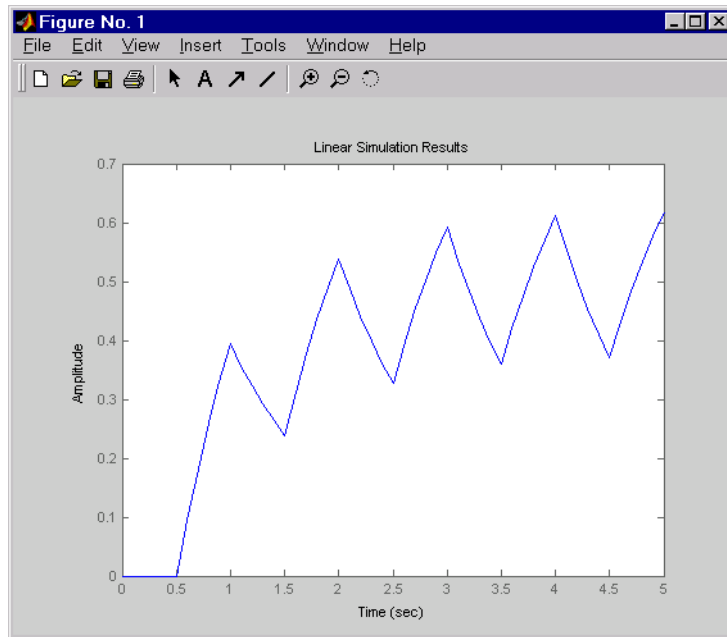 Figure No. 1
File Edit View Insert Tools Window Help
A
Linear Simulation Results
0.7
0.6
0.5
0.4
0.3
0.2
0.1
0
Amplitude
0 0.5 1 1.5 2 2.5 3 3.5 4 4.5 5
Time (sec)